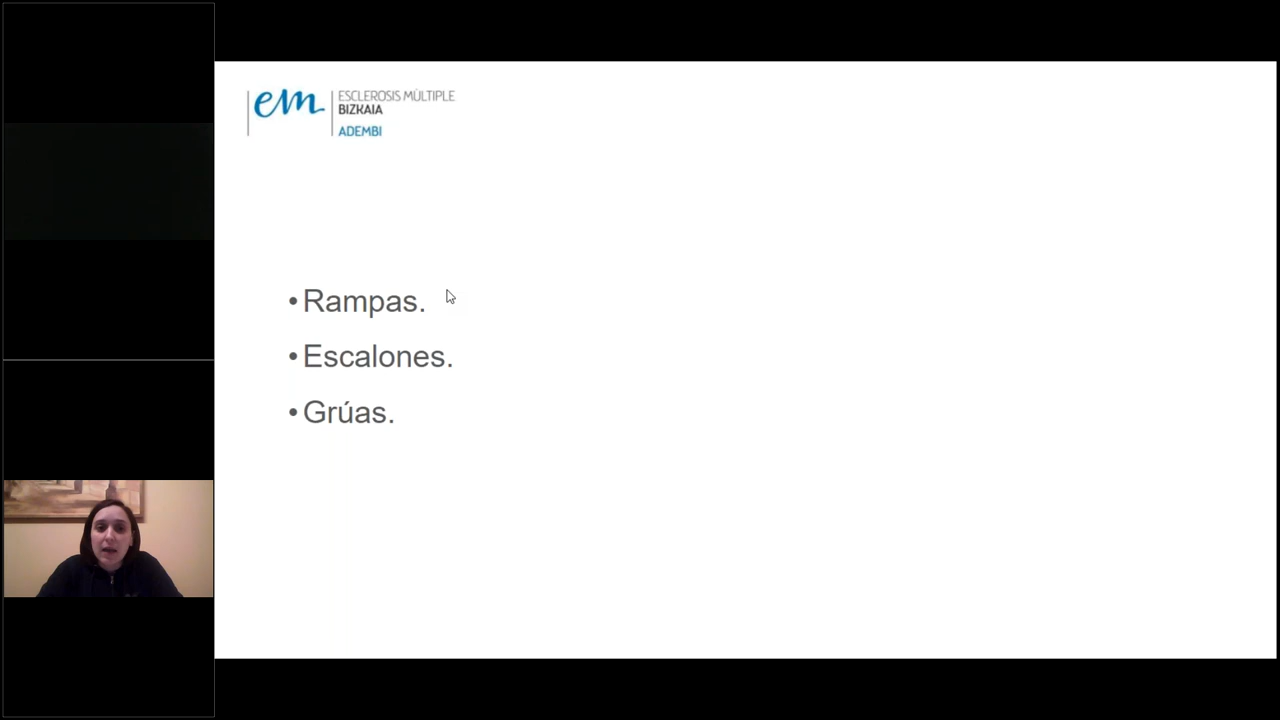 em
ESCLEROSIS MÚLTIPLE
BIZKAIA
ADEMBI
• Rampas.
• Escalones.
• Grúas.